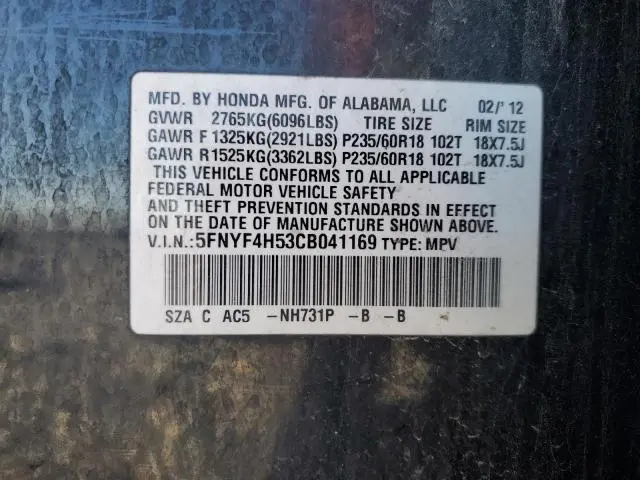 MFD. BY HONDA MFG. OF ALABAMA, LLC 02/'12
GVWR 2765KG(6096LBS) TIRE SIZE RIM SIZE
GAWR F 1325KG(2921LBS) P235/60R18 102T 18X7.5J
GAWR R 1525KG(3362LBS) P235/60R18 102T 18X7.5J
THIS VEHICLE CONFORMS TO ALL APPLICABLE
FEDERAL MOTOR VEHICLE SAFETY
AND THEFT PREVENTION STANDARDS IN EFFECT
ON THE DATE OF MANUFACTURE SHOWN ABOVE.
V.I.N.:5FNYF4H53CB041169 TYPE: MPV
SZA C AC5 -NH731P -B -B